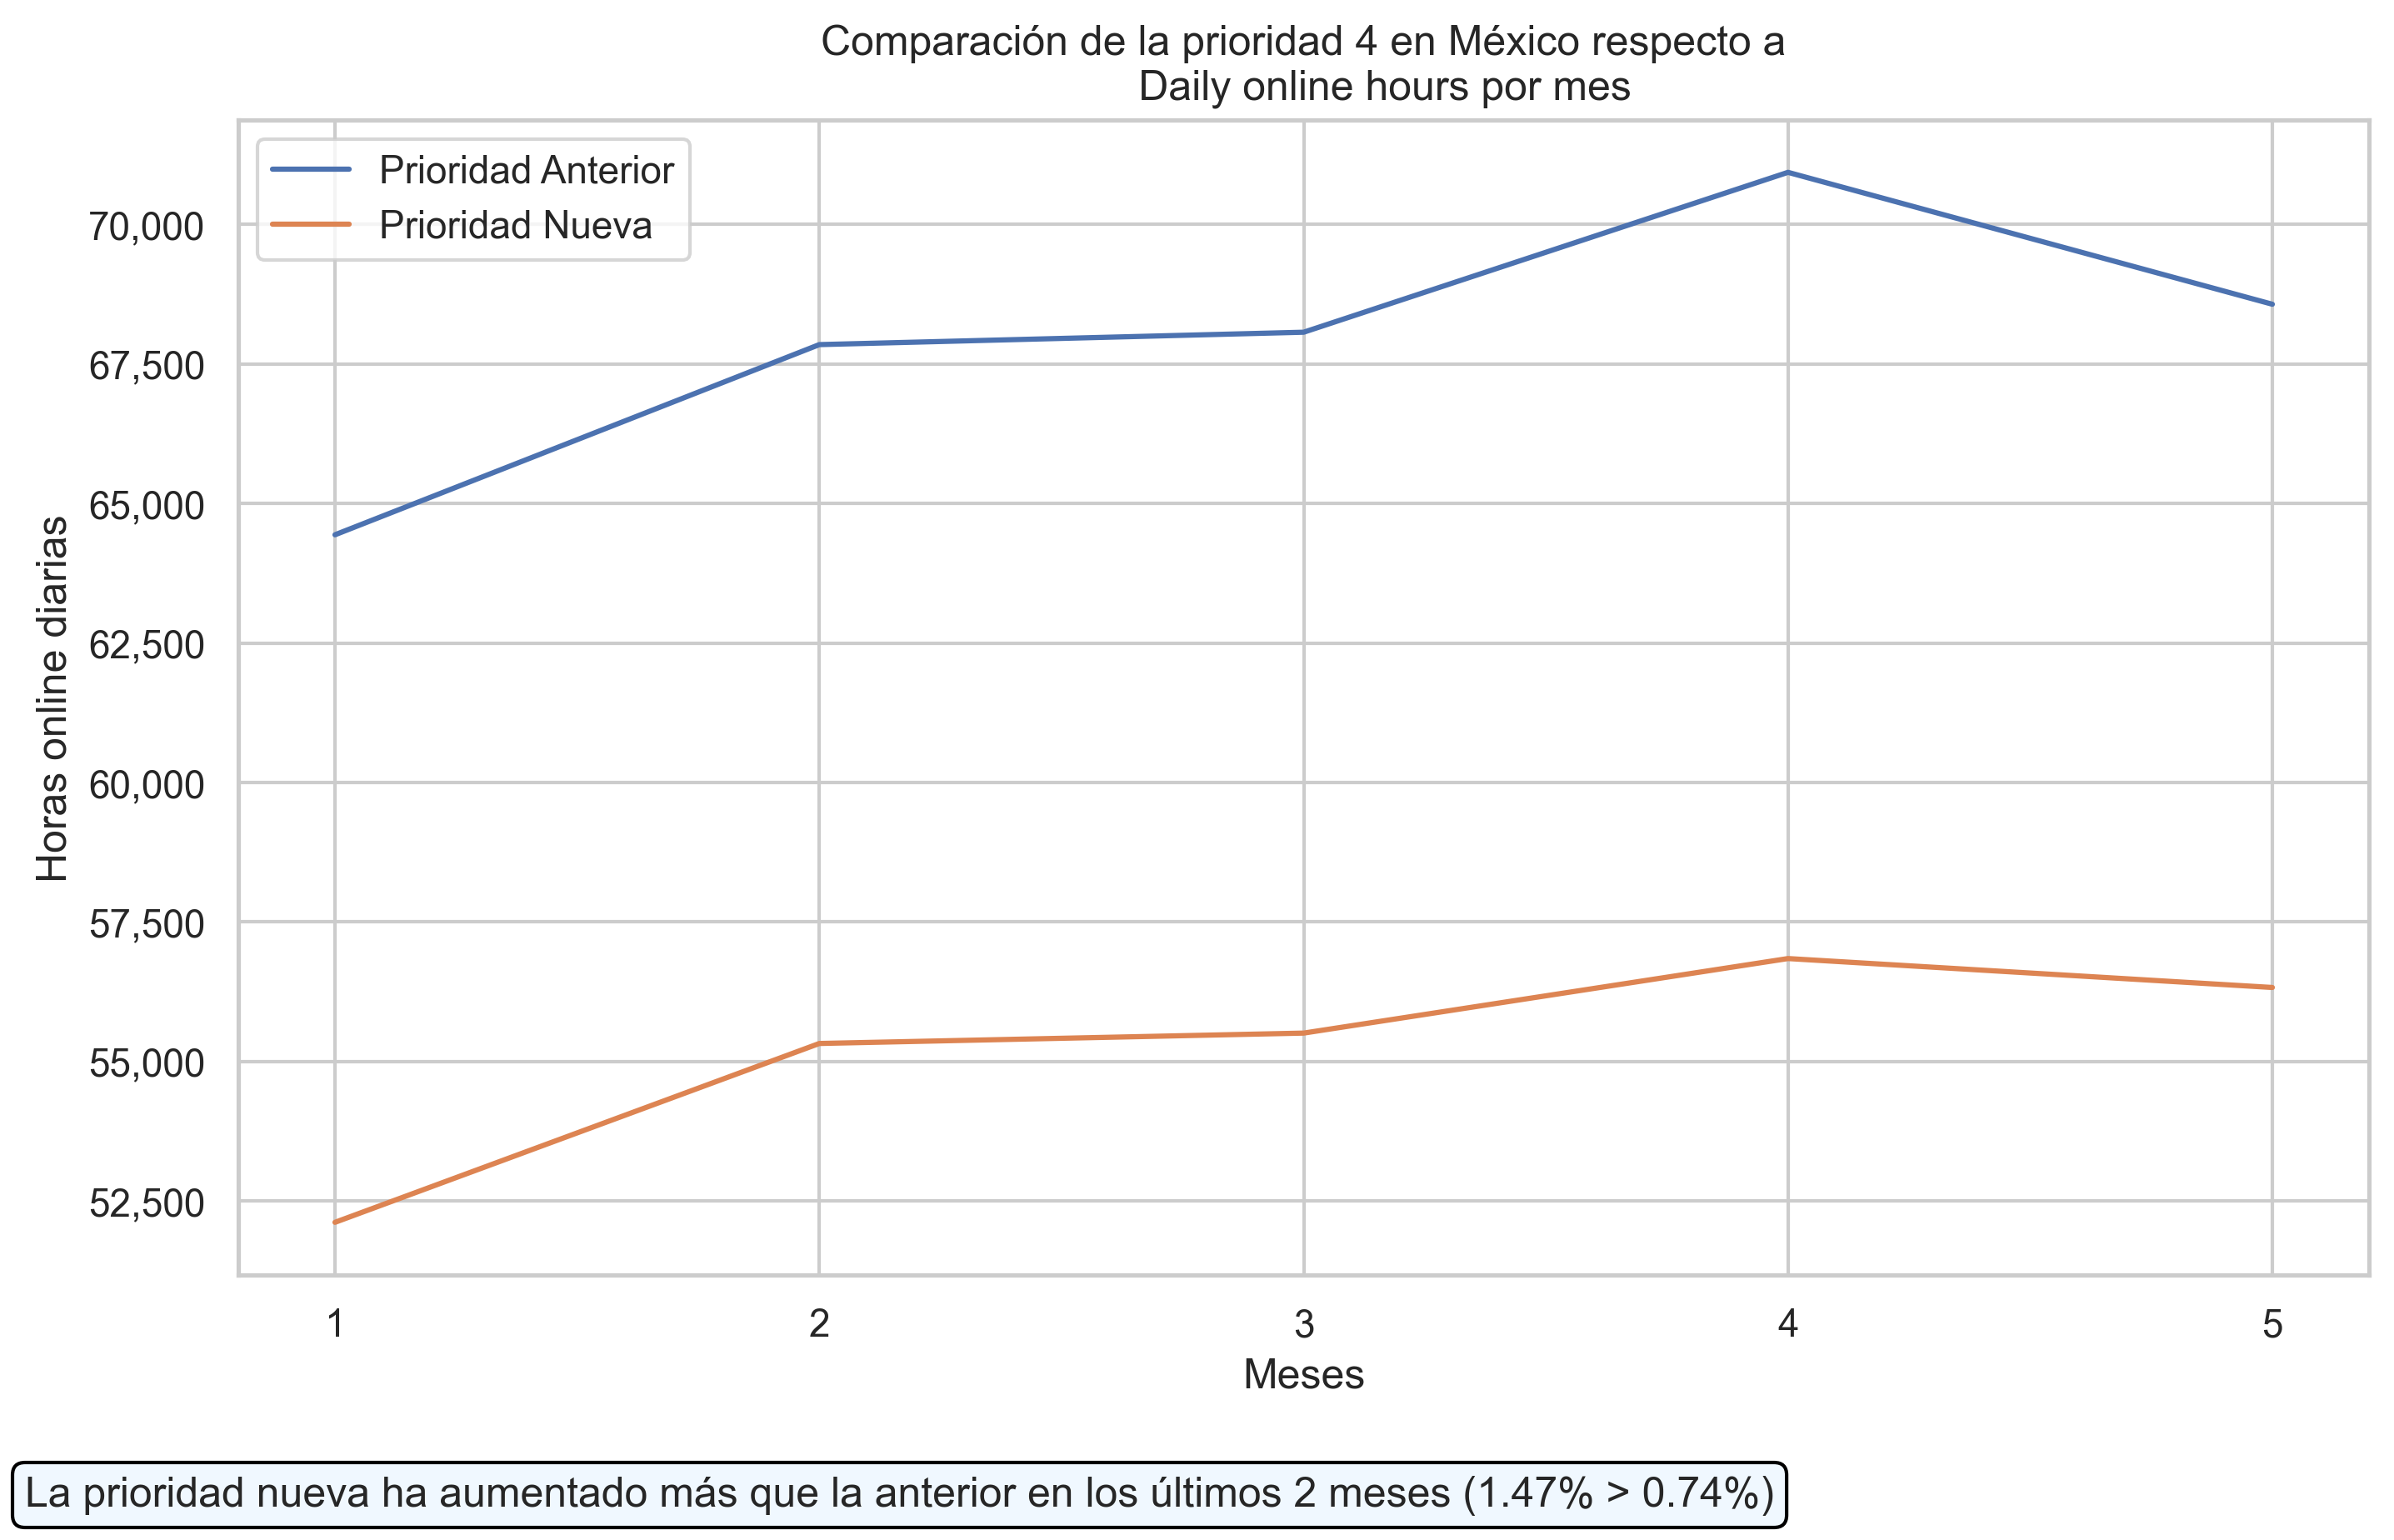 Comparación de la prioridad 4 en México respecto a
Daily online hours por mes
Prioridad Anterior
Prioridad Nueva
70,000
67,500
65,000
62,500
60,000
57,500
55,000
52,500
Horas online diarias
1 2 3 4 5
Meses
La prioridad nueva ha aumentado más que la anterior en los últimos 2 meses (1.47% > 0.74%)